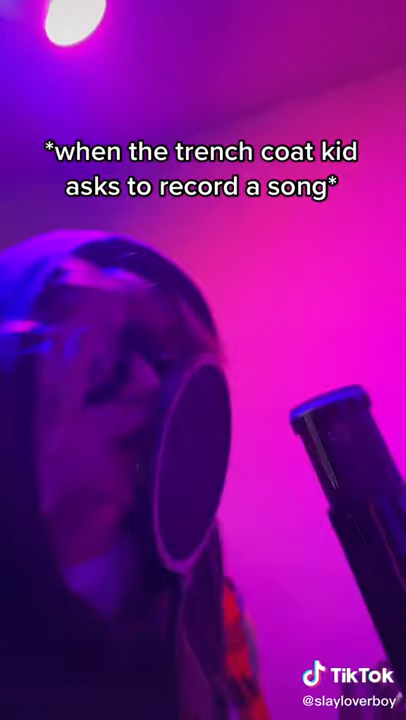 *when the trench coat kid
asks to record a song*
TikTok
@slayloverboy